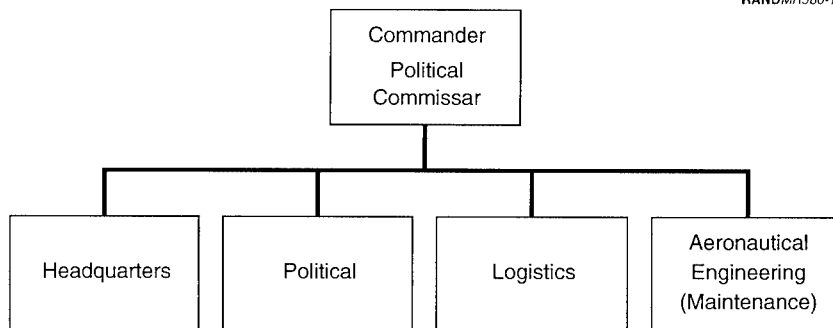 Commander
Political
Commissar
Headquarters
Political
Logistics
Aeronautical
Engineering
(Maintenance)